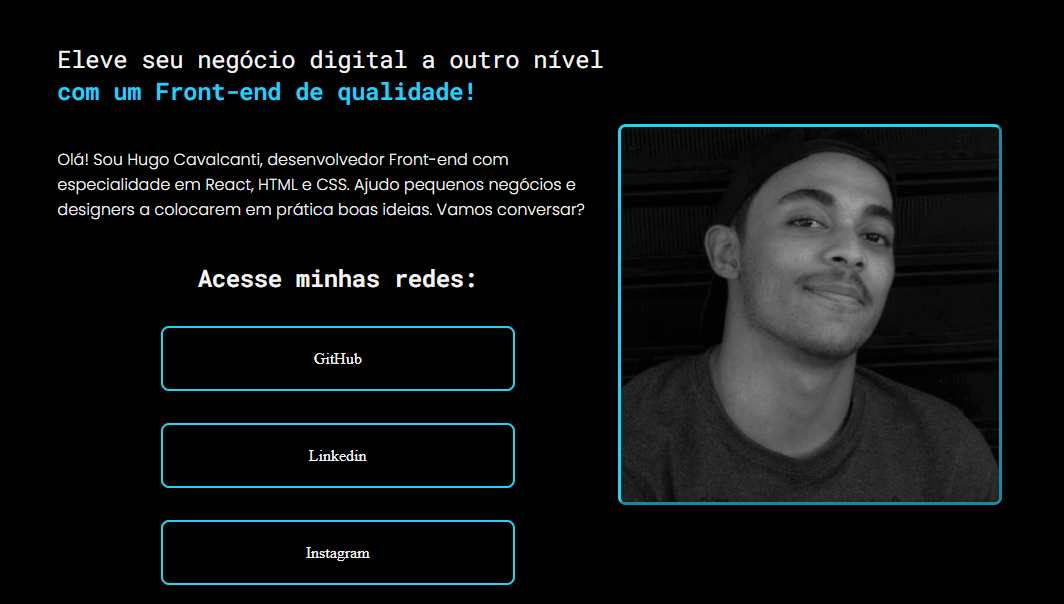 Eleve seu negócio digital a outro nível
com um Front-end de qualidade!
Olá! Sou Hugo Cavalcanti, desenvolvedor Front-end com
especialidade em React, HTML e CSS. Ajudo pequenos negócios e
designers a colocarem em prática boas ideias. Vamos conversar?
Acesse minhas redes:
GitHub
Linkedin
Instagram